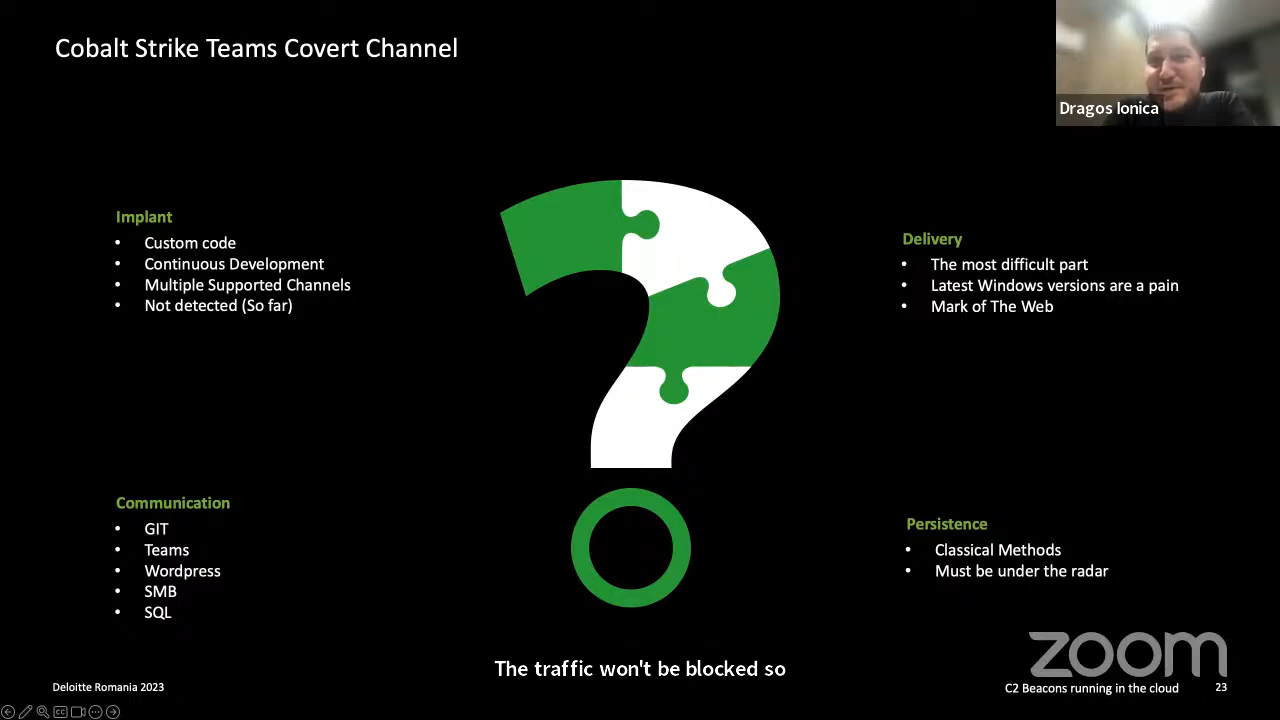 Cobalt Strike Teams Covert Channel
Dragos Ionica
Implant
• Custom code
• Continuous Development
• Multiple Supported Channels
• Not detected (So far)
Delivery
• The most difficult part
• Latest Windows versions are a pain
• Mark of The Web
Communication
• GIT
• Teams
• Wordpress
• SMB
• SQL
Persistence
• Classical Methods
• Must be under the radar
zoom
The traffic won't be blocked so
Deloitte Romania 2023
C2 Beacons running in the cloud 23
CC